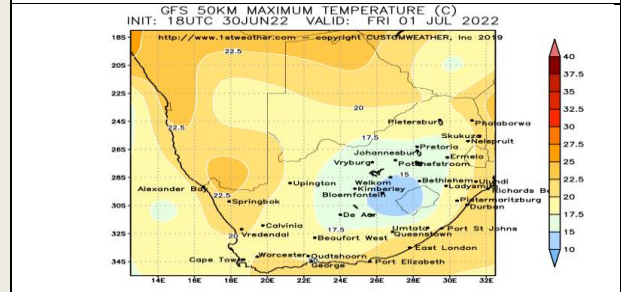 GFS 50KM MAXIMUM TEMPERATURE (C)
INIT: 18UTC 30JUN22 VALID: FRI 01 JUL 2022
http://www.1stweather.com — copyright CUSTOMWEATHER, Inc 2019
18S
22.5
20S
22S
20
24S
22.5
17.5
Pietersburg
Phalaborwa
Skukuza
Nelspruit
26S
Johannesburg
Pretoria
Vryburg
Potchefstroom
Ermelo
28S
15
Alexander Bay
Upington
Welkom
Kimberley
Bethlehem
Ulundi
Ladysmith
Richards B
22.5
Springbok
Bloemfontein
Pietermaritzburg
Durban
30S
De Aar
20
Vredendal
Calvinia
17.5
Beaufort West
Umtata
Queenstown
Port St Johns
32S
East London
Cape Town
Worcester
Oudtshoorn
20
George
Port Elizabeth
34S
14E 16E 18E 20E 22E 24E 26E 28E 30E 32E
40
37.5
35
32.5
30
27.5
25
22.5
20
17.5
15
10